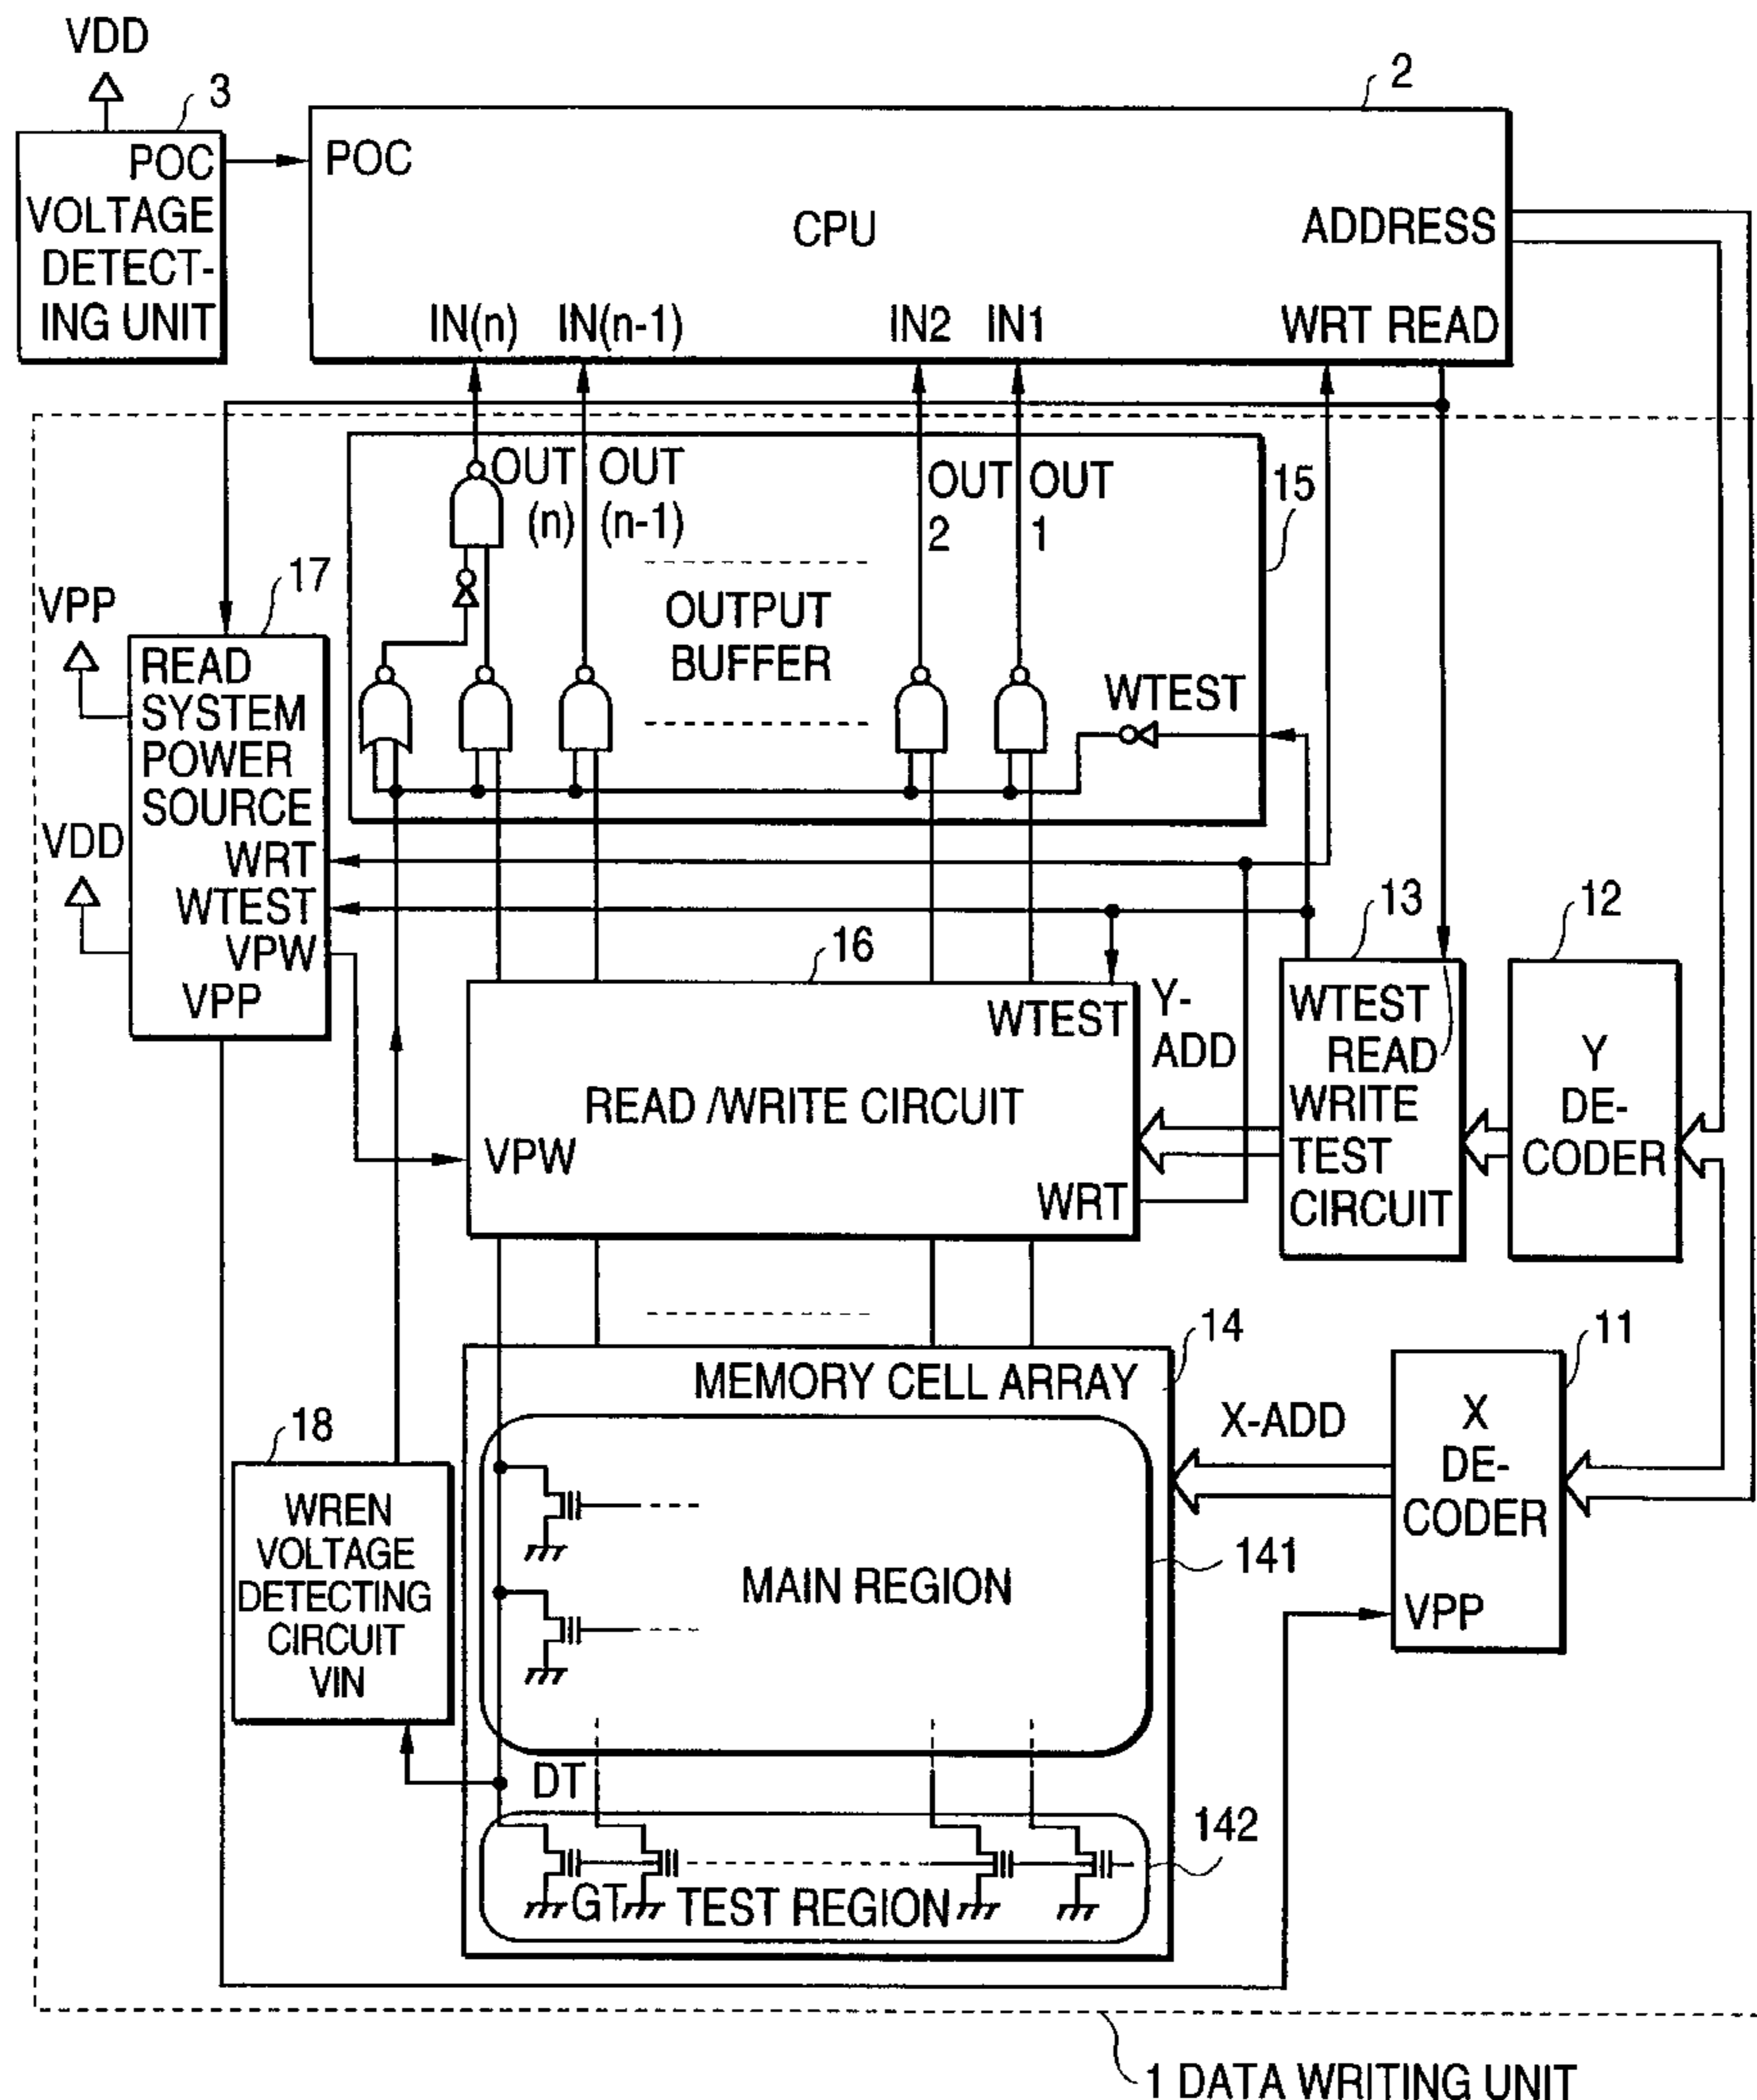 VDD
3
2
POC
VOLTAGE
DETECT-
ING UNIT
POC
CPU
ADDRESS
IN(n)
IN(n-1)
IN2
IN1
WRT READ
OUT
(n)
OUT
(n-1)
OUT
2
OUT
1
15
OUTPUT
BUFFER
WTEST
17
VPP
VDD
READ
SYSTEM
POWER
SOURCE
WRT
WTEST
VPW
VPP
16
WTEST
READ /WRITE CIRCUIT
VPW
WRT
Y-
ADD
13
WTEST
READ
WRITE
TEST
CIRCUIT
12
Y
DE-
CODER
14
MEMORY CELL ARRAY
11
X-ADD
X
DE-
CODER
VPP
18
WREN
VOLTAGE
DETECTING
CIRCUIT
VIN
MAIN REGION
141
DT
142
GT
TEST REGION
1 DATA WRITING UNIT